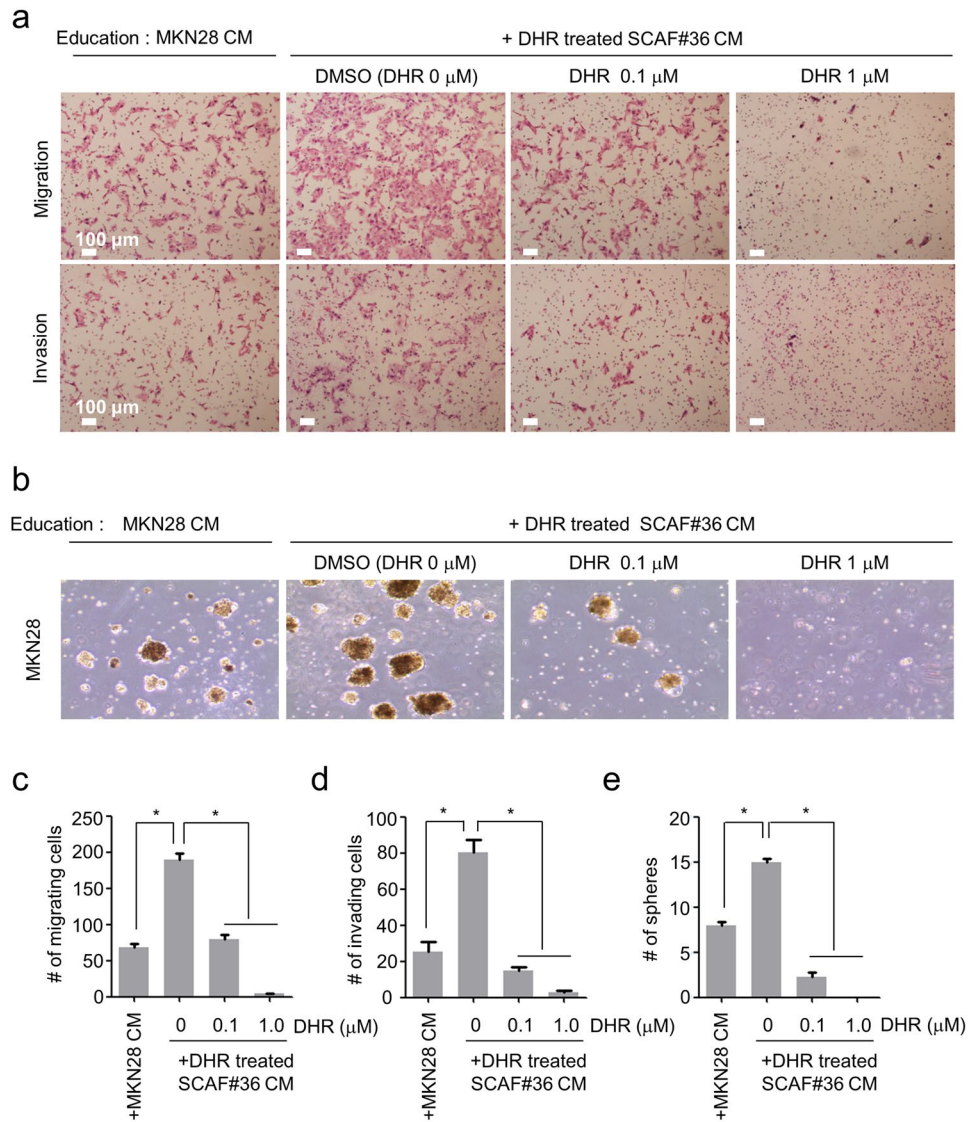 a
Education : MKN28 CM
+ DHR treated SCAF#36 CM
DMSO (DHR 0 μM)
DHR 0.1 μM
DHR 1 μM
Migration
100 μm
Invasion
100 μm
b
Education : MKN28 CM
+ DHR treated SCAF#36 CM
DMSO (DHR 0 μM)
DHR 0.1 μM
DHR 1 μM
MKN28
c
# of migrating cells
250
200
150
100
50
0
*
*
+MKN28 CM
0
0.1
1.0
DHR (μM)
+DHR treated
SCAF#36 CM
d
# of invading cells
100
80
60
40
20
0
*
*
+MKN28 CM
0
0.1
1.0
DHR (μM)
+DHR treated
SCAF#36 CM
e
# of spheres
20
15
10
5
0
*
*
+MKN28 CM
0
0.1
1.0
DHR (μM)
+DHR treated
SCAF#36 CM